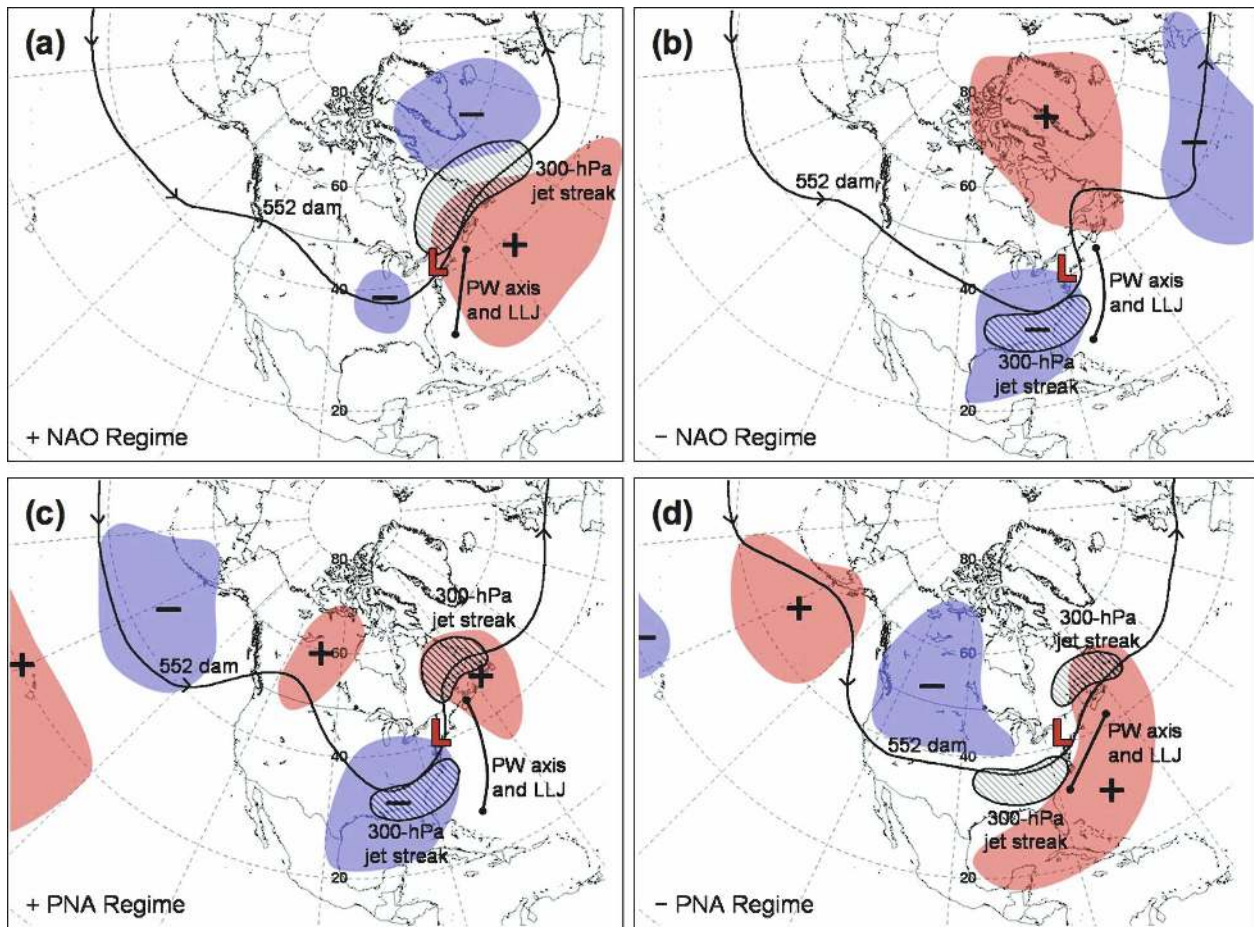 (a)
80
60
300-hPa
jet streak
552 dam
+
L
40
PW axis
and LLJ
20
+ NAO Regime
(b)
80
+
60
552 dam
L
40
PW axis
and LLJ
300-hPa
jet streak
20
− NAO Regime
(c)
80
300-hPa
jet streak
−
+
60
552 dam
+
+
L
40
PW axis
and LLJ
−
300-hPa
jet streak
20
+ PNA Regime
(d)
80
300-hPa
jet streak
+
60
−
−
L
552 dam
PW axis
and LLJ
40
+
300-hPa
jet streak
20
− PNA Regime